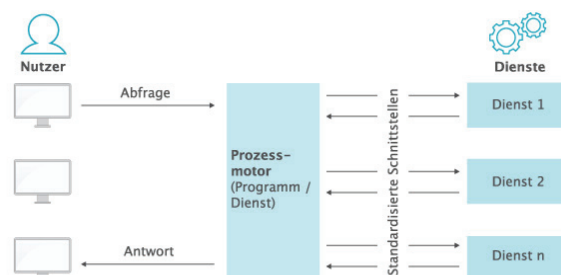 Nutzer
Dienste
Abfrage
Dienst 1
Prozess-
motor
(Programm /
Dienst)
Standardisierte Schnittstellen
Dienst 2
Antwort
Dienst n